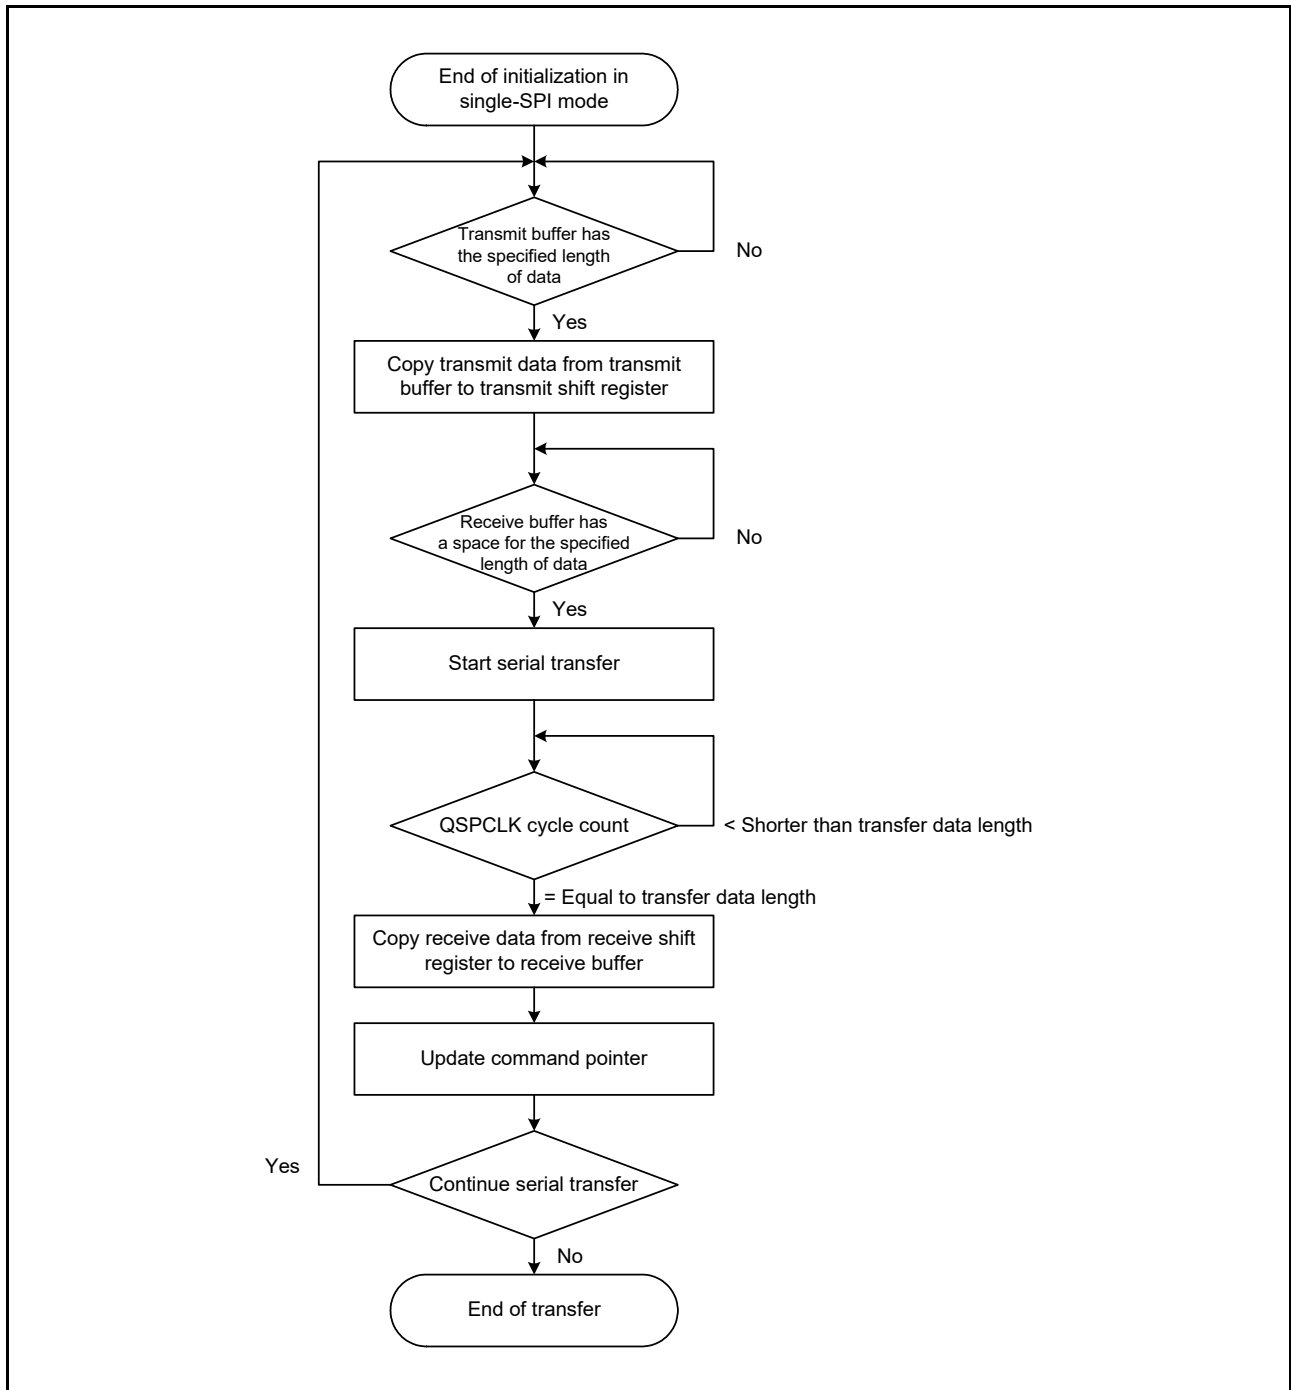 End of initialization in
single-SPI mode
Transmit buffer has
the specified length
of data
No
Yes
Copy transmit data from transmit
buffer to transmit shift register
Receive buffer has
a space for the specified
length of data
No
Yes
Start serial transfer
QSPCLK cycle count
< Shorter than transfer data length
= Equal to transfer data length
Copy receive data from receive shift
register to receive buffer
Update command pointer
Yes
Continue serial transfer
No
End of transfer